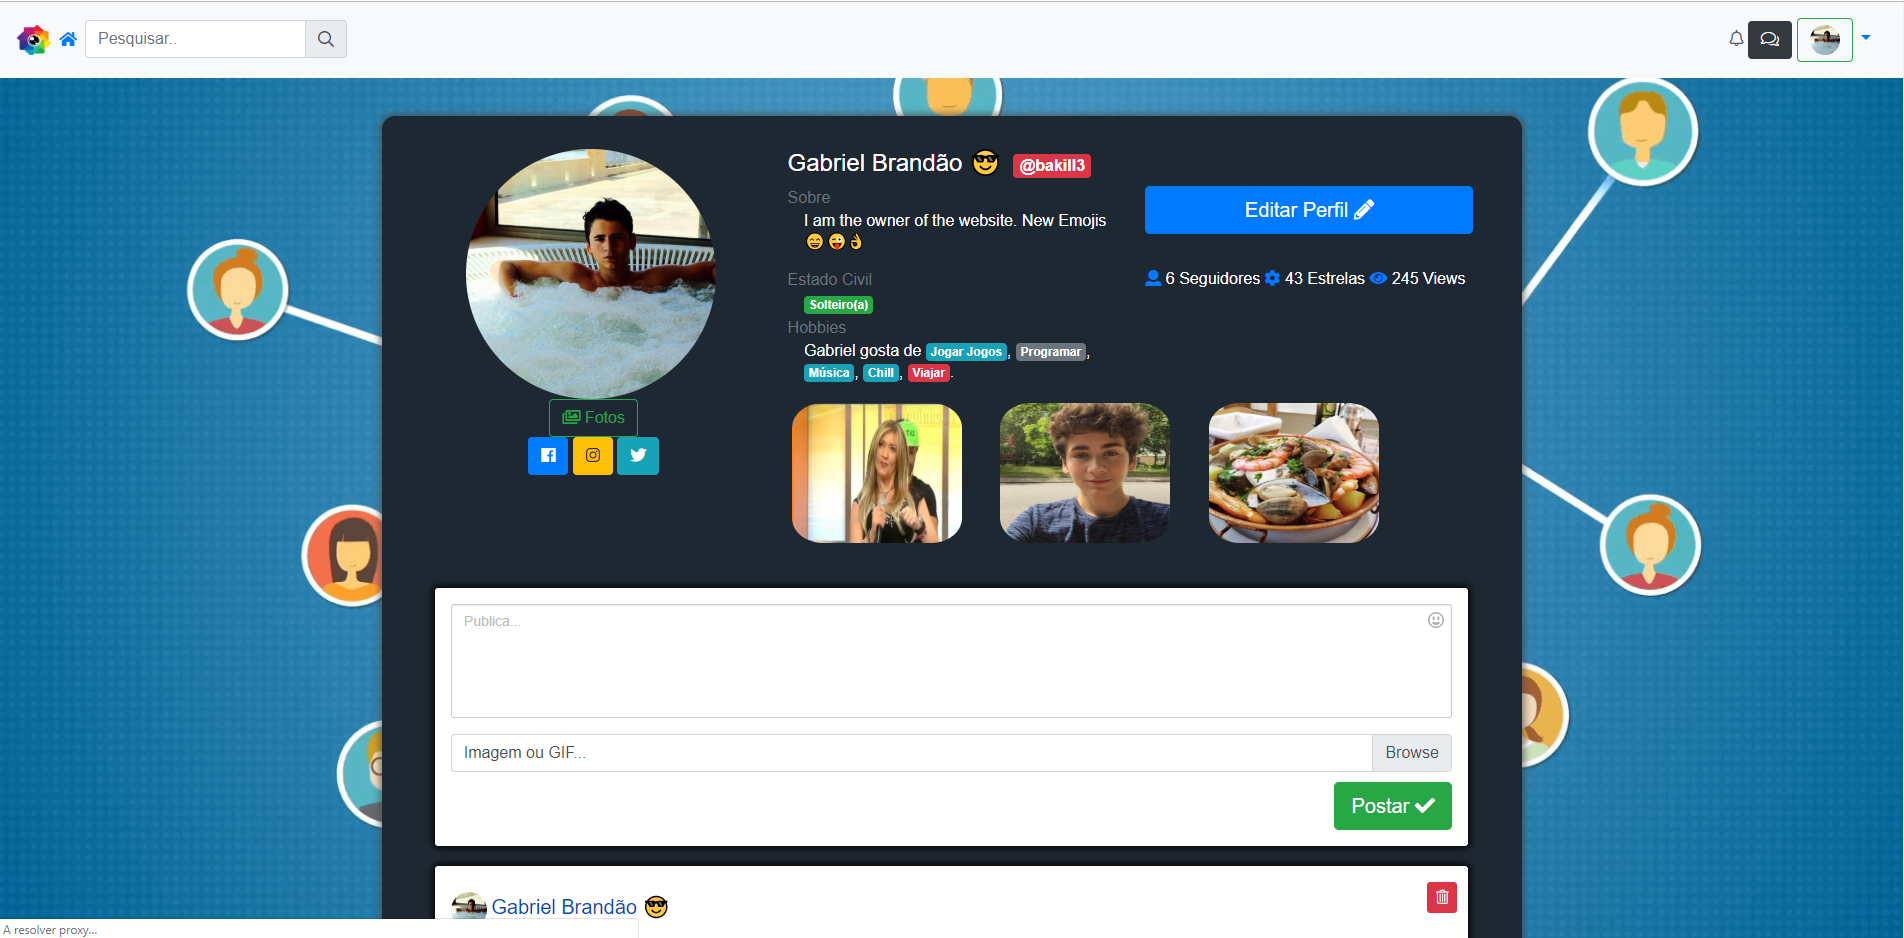 Pesquisar..
Gabriel Brandão 😎 @bakill3
Sobre
I am the owner of the website. New Emojis
😄 😜 👌
Editar Perfil
6 Seguidores 43 Estrelas 245 Views
Estado Civil
Solteiro(a)
Hobbies
Gabriel gosta de Jogar Jogos, Programar,
Música, Chill, Viajar.
Fotos
Publica...
Imagem ou GIF...
Browse
Postar
Gabriel Brandão 😎
A resolver proxy...